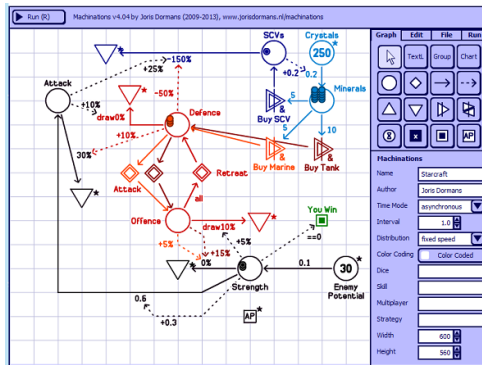 Run (R)
Machinations v4.04 by Joris Dormans (2009-2013), www.jorisdormans.nl/machinations
Graph Edit File Run
SCVs
Crystals
250
*
-150%
+25%
+0.2
0.2
Minerals
Attack
+10%
-50%
Defence
draw0%
+10%
30%
5
Buy SCV
5
10
&
Buy Marine
&
Buy Tank
&
Attack
Retreat
all
You Win
Offence
draw10%
+5%
+15%
+5%
==0
0%
0.1
30
Strength
Enemy
Potential
0.6
+0.3
AP
TextL Group Chart
x
AP
Machinations
Name Starcraft
Author Joris Dormans
Time Mode asynchronous
Interval 1.0
Distribution fixed speed
Color Coding Color Coded
Dice
Skill
Multiplayer
Strategy
Width 600
Height 560